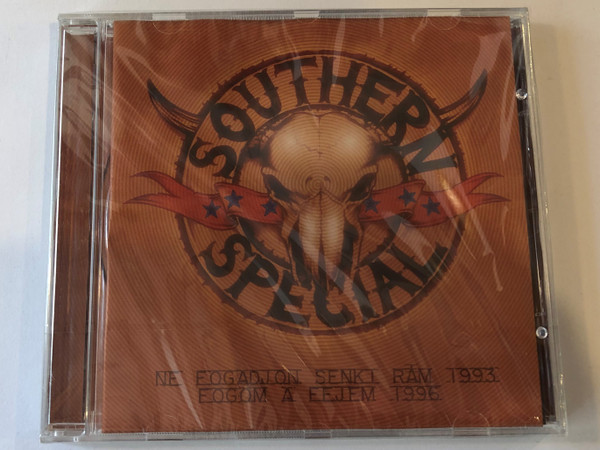 SOUTHERN
SPECIAL
NE FOGADJON SENKI RÁM 1993
FOGOM A FEJEM 1996